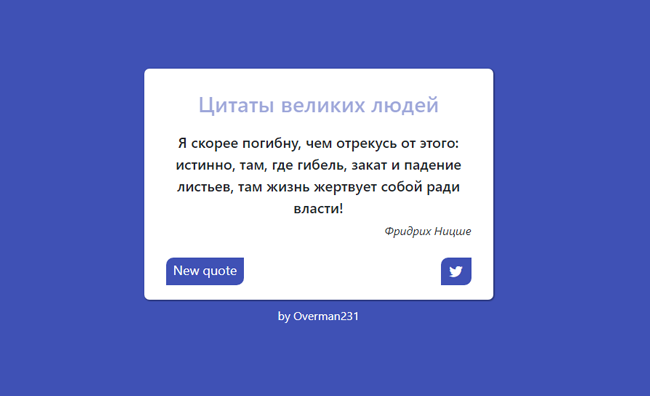 Цитаты великих людей
Я скорее погибну, чем отрекусь от этого:
истинно, там, где гибель, закат и падение
листьев, там жизнь жертвует собой ради
власти!
Фридрих Ницше
New quote
by Overman231